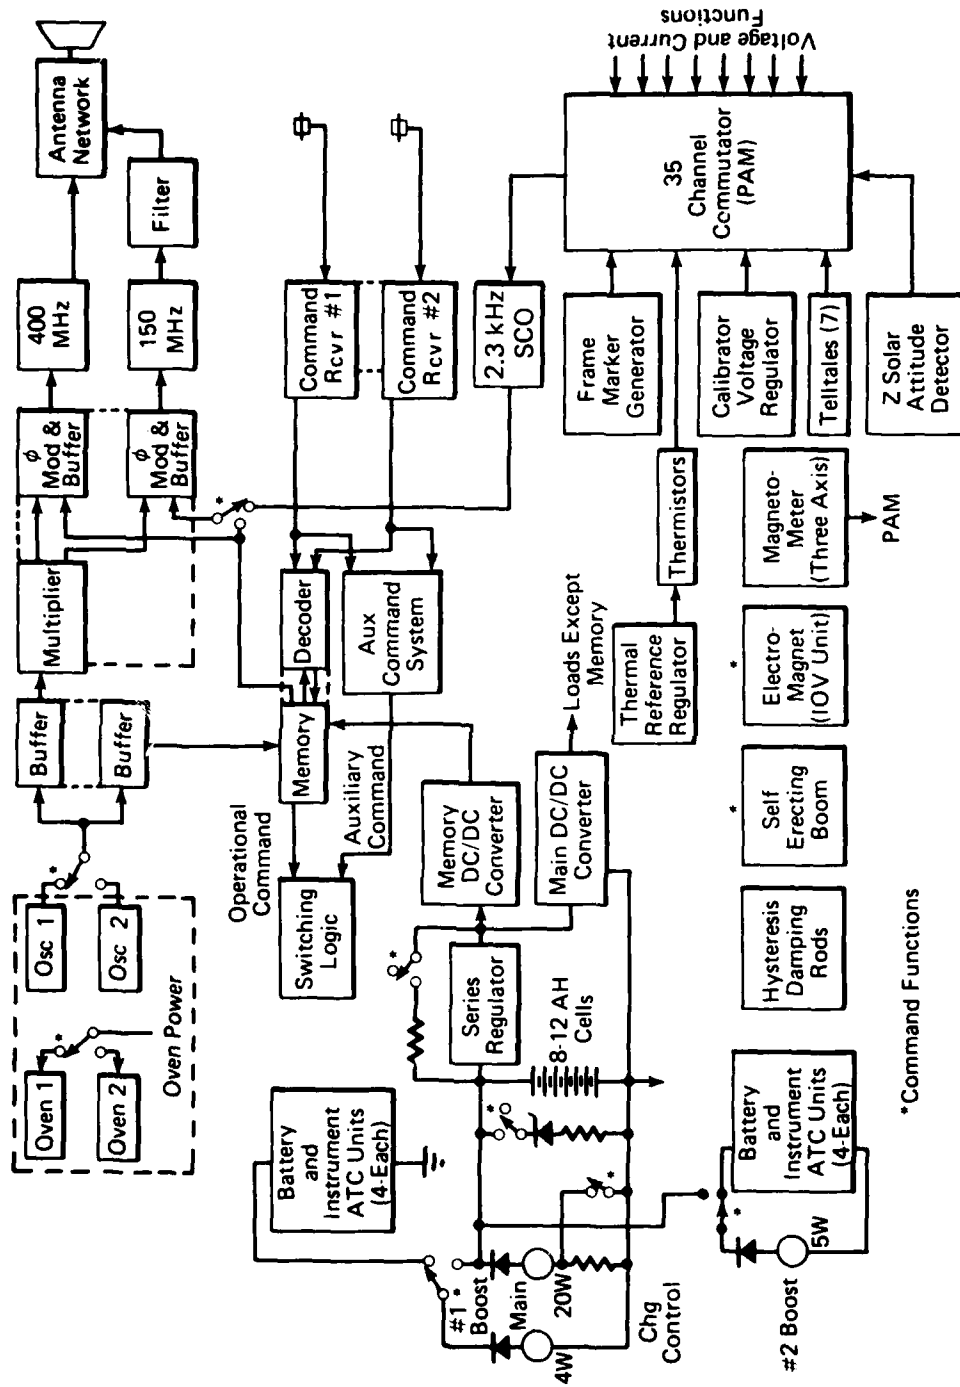 Oven 1
Oven 2
*
Oven Power
Osc 1
Osc 2
*
Buffer
Buffer
Multiplier
ϕ
Mod &
Buffer
ϕ
Mod &
Buffer
400
MHz
150
MHz
Filter
Antenna
Network
*
Operational
Command
Switching
Logic
Auxiliary
Command
Memory
Decoder
Aux
Command
System
Command
Rcvr #1
Command
Rcvr #2
2.3 kHz
SCO
Battery
and
Instrument
ATC Units
(4-Each)
#1 *
Boost
Main
20W
4W
Chg
Control
*
*
*
8-12 AH
Cells
Series
Regulator
Memory
DC/DC
Converter
Main DC/DC
Converter
Loads Except
Memory
Thermal
Reference
Regulator
Thermistors
Frame
Marker
Generator
Calibrator
Voltage
Regulator
Telltales (7)
Z Solar
Attitude
Detector
35
Channel
Commutator
(PAM)
Voltage and Current
Functions
#2 Boost
5W
*
Battery
and
Instrument
ATC Units
(4-Each)
Hysteresis
Damping
Rods
*
Self
Erecting
Boom
*
Electro-
Magnet
(IOV Unit)
Magneto-
Meter
(Three Axis)
PAM
*Command Functions